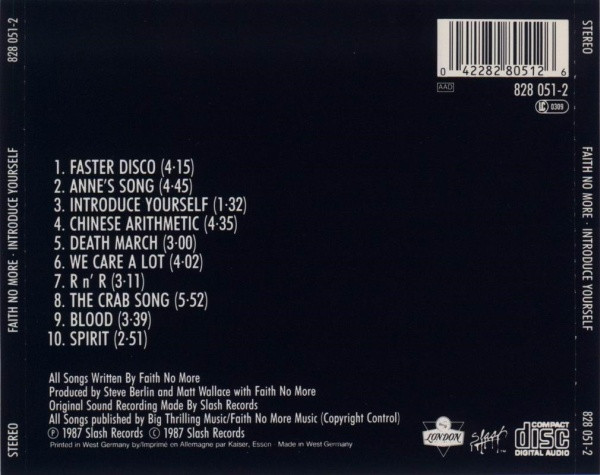 828 051-2
FAITH NO MORE · INTRODUCE YOURSELF
STEREO
0 42282 80512 6
AAD
828 051-2
LC 0309
1. FASTER DISCO (4·15)
2. ANNE'S SONG (4·45)
3. INTRODUCE YOURSELF (1·32)
4. CHINESE ARITHMETIC (4·35)
5. DEATH MARCH (3·00)
6. WE CARE A LOT (4·02)
7. R n' R (3·11)
8. THE CRAB SONG (5·52)
9. BLOOD (3·39)
10. SPIRIT (2·51)
All Songs Written By Faith No More
Produced by Steve Berlin and Matt Wallace with Faith No More
Original Sound Recording Made By Slash Records
All Songs published by Big Thrilling Music/Faith No More Music (Copyright Control)
Ⓟ 1987 Slash Records © 1987 Slash Records
Printed in West Germany by/Imprimé en Allemagne par Kaiser, Essen · Made in West Germany
LONDON
slash
COMPACT
disc
DIGITAL AUDIO
STEREO
FAITH NO MORE · INTRODUCE YOURSELF
828 051-2